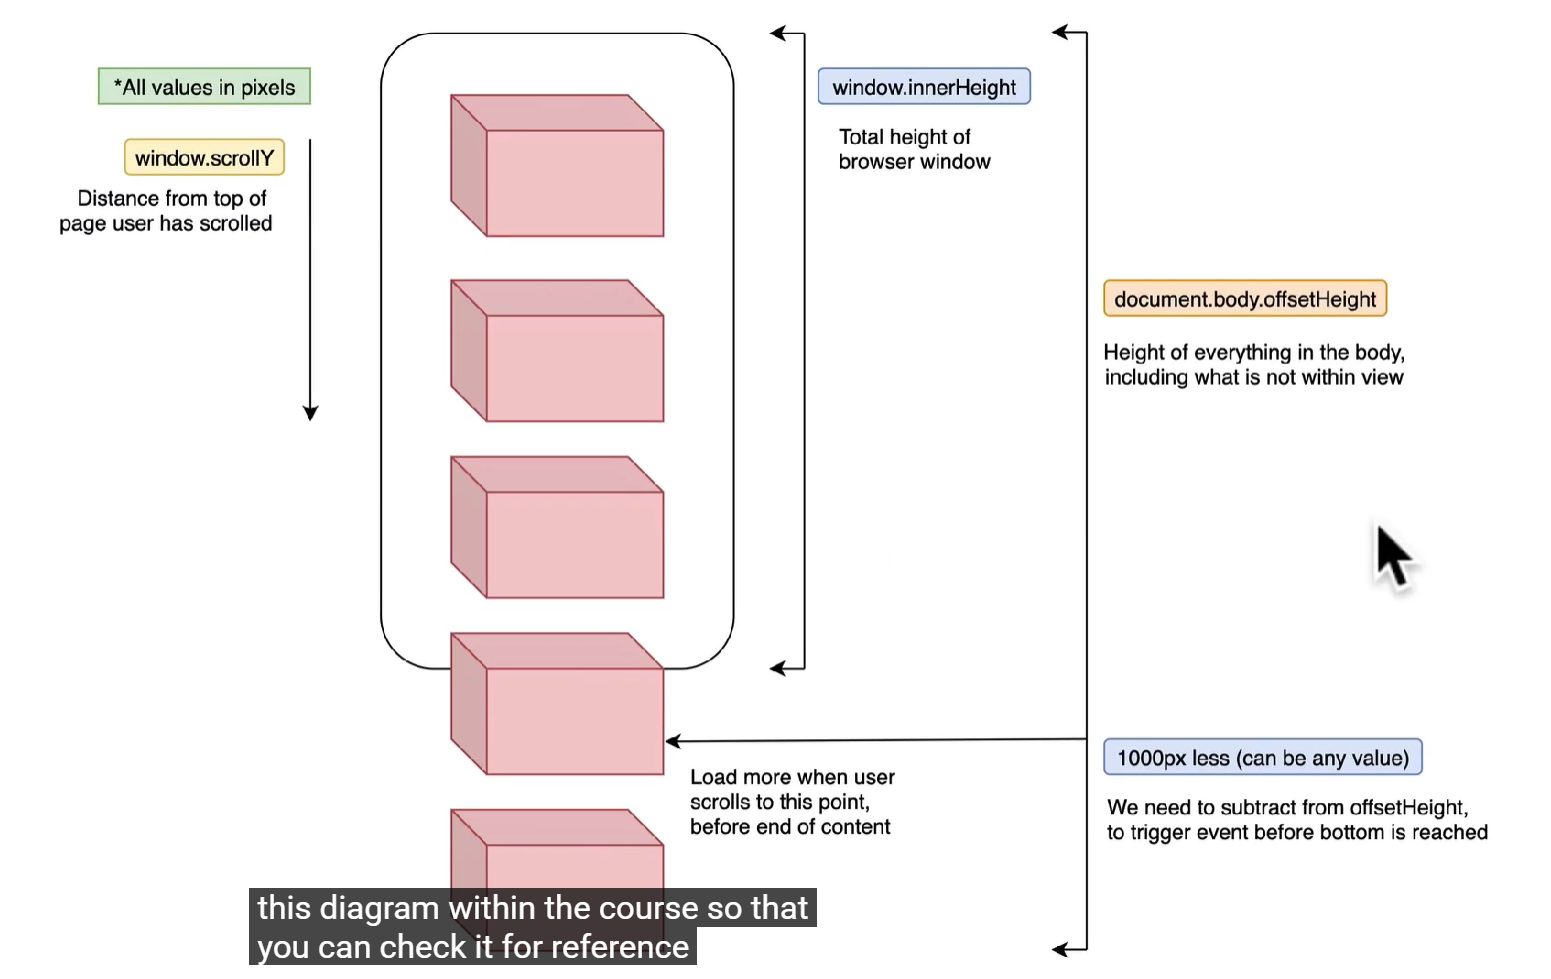 *All values in pixels
window.scrollY
Distance from top of
page user has scrolled
window.innerHeight
Total height of
browser window
document.body.offsetHeight
Height of everything in the body,
including what is not within view
1000px less (can be any value)
We need to subtract from offsetHeight,
to trigger event before bottom is reached
Load more when user
scrolls to this point,
before end of content
this diagram within the course so that
you can check it for reference